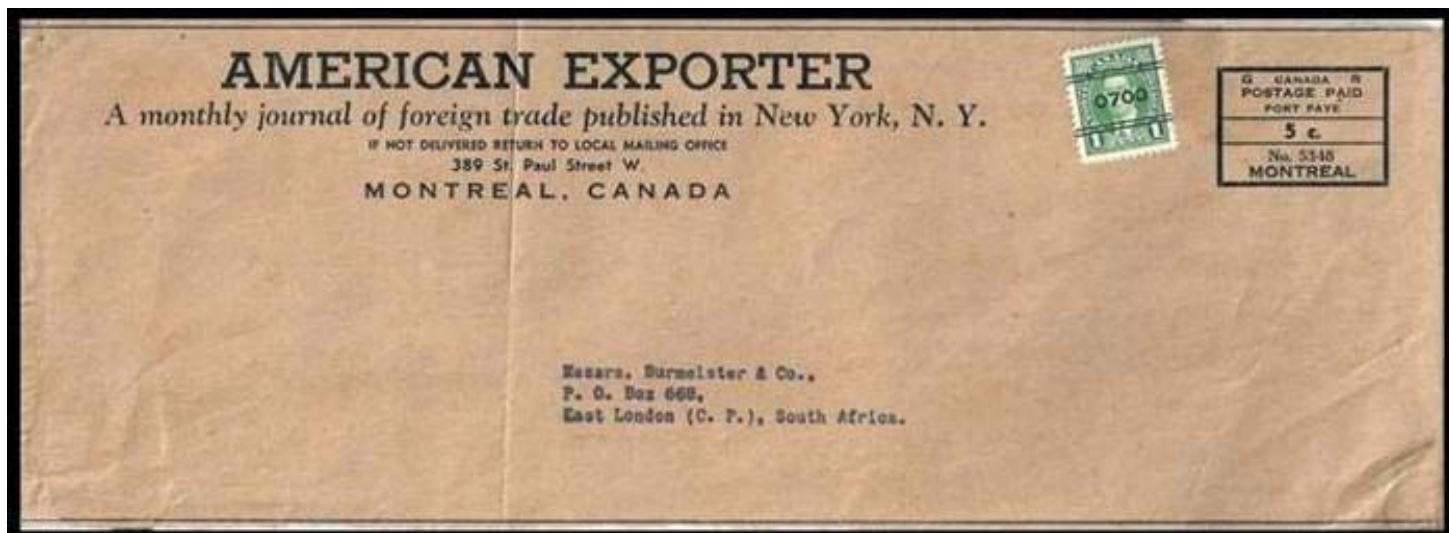 AMERICAN EXPORTER
A monthly journal of foreign trade published in New York, N. Y.
IF NOT DELIVERED RETURN TO LOCAL MAILING OFFICE
389 St. Paul Street W.
MONTREAL, CANADA
CANADA
0700
1 1
G CANADA R
POSTAGE PAID
PORT PAYE
5 c.
No. 5348
MONTREAL
Messrs. Burmeister & Co.,
P. O. Box 668,
East London (C. P.), South Africa.